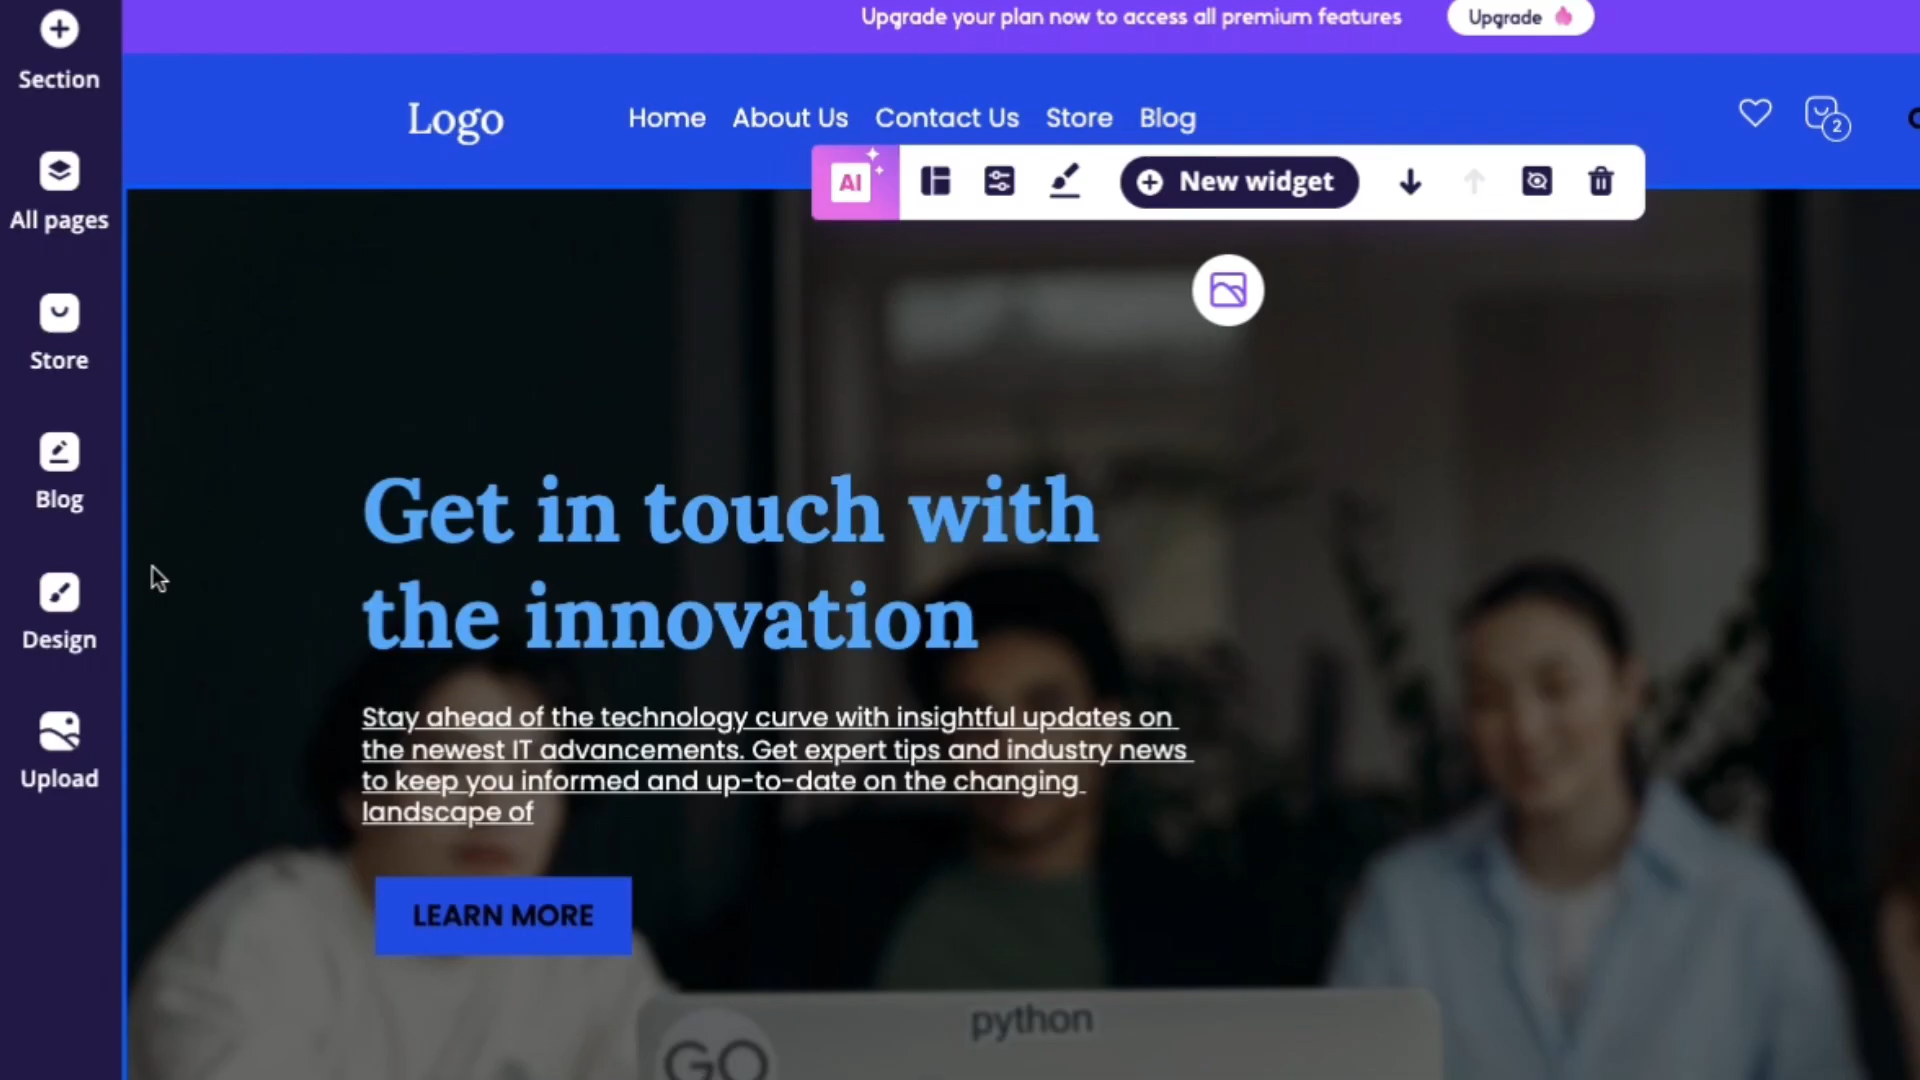 Upgrade your plan now to access all premium features
Upgrade
Section
Logo
Home About Us Contact Us Store Blog
2
AI
New widget
All pages
Store
Blog
Get in touch with
the innovation
Design
Stay ahead of the technology curve with insightful updates on
the newest IT advancements. Get expert tips and industry news
to keep you informed and up-to-date on the changing
landscape of
Upload
LEARN MORE
python
GO